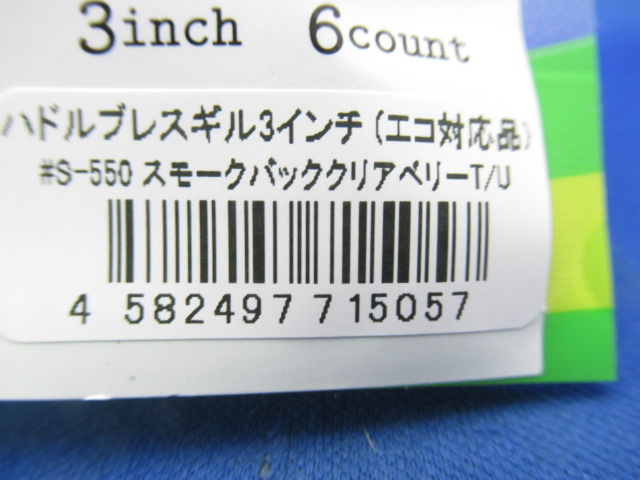 3inch 6count
ハドルブレスギル3インチ(エコ対応品)
#S-550 スモークバッククリアベリーT/U
4 582497 715057